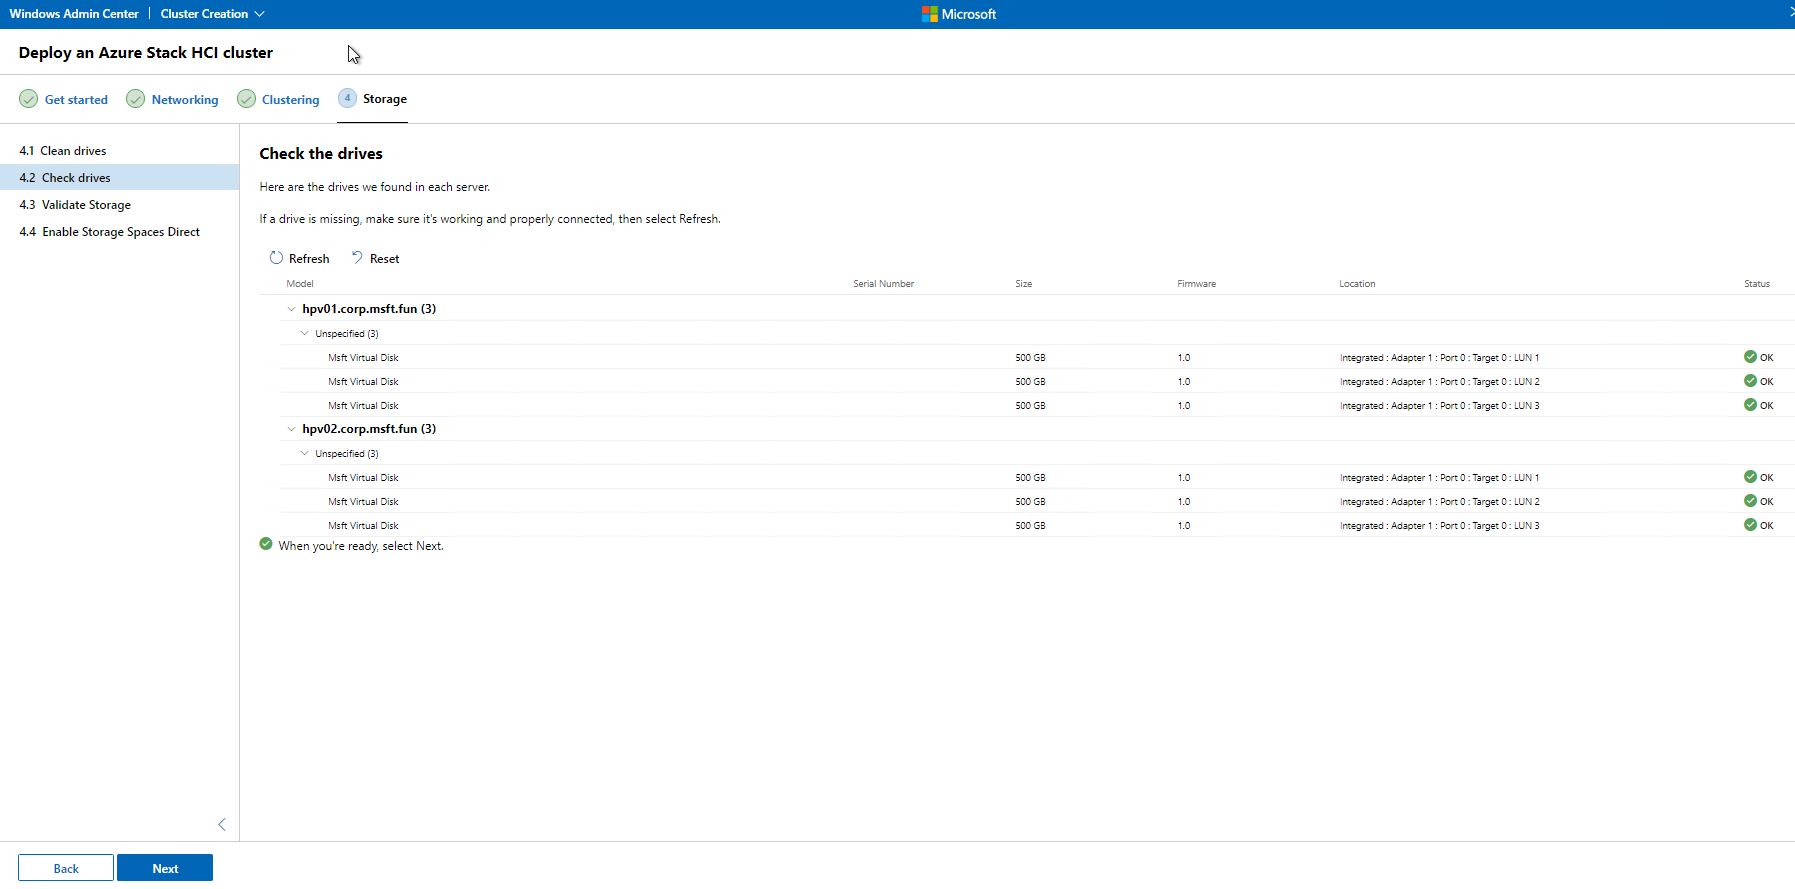 Windows Admin Center | Cluster Creation
Microsoft
Deploy an Azure Stack HCI cluster
Get started
Networking
Clustering
4 Storage
4.1 Clean drives
4.2 Check drives
4.3 Validate Storage
4.4 Enable Storage Spaces Direct
Check the drives
Here are the drives we found in each server.
If a drive is missing, make sure it's working and properly connected, then select Refresh.
Refresh Reset
Model Serial Number Size Firmware Location Status
hpv01.corp.msft.fun (3)
Unspecified (3)
Msft Virtual Disk 500 GB 1.0 Integrated : Adapter 1 : Port 0 : Target 0 : LUN 1 OK
Msft Virtual Disk 500 GB 1.0 Integrated : Adapter 1 : Port 0 : Target 0 : LUN 2 OK
Msft Virtual Disk 500 GB 1.0 Integrated : Adapter 1 : Port 0 : Target 0 : LUN 3 OK
hpv02.corp.msft.fun (3)
Unspecified (3)
Msft Virtual Disk 500 GB 1.0 Integrated : Adapter 1 : Port 0 : Target 0 : LUN 1 OK
Msft Virtual Disk 500 GB 1.0 Integrated : Adapter 1 : Port 0 : Target 0 : LUN 2 OK
Msft Virtual Disk 500 GB 1.0 Integrated : Adapter 1 : Port 0 : Target 0 : LUN 3 OK
When you're ready, select Next.
Back Next